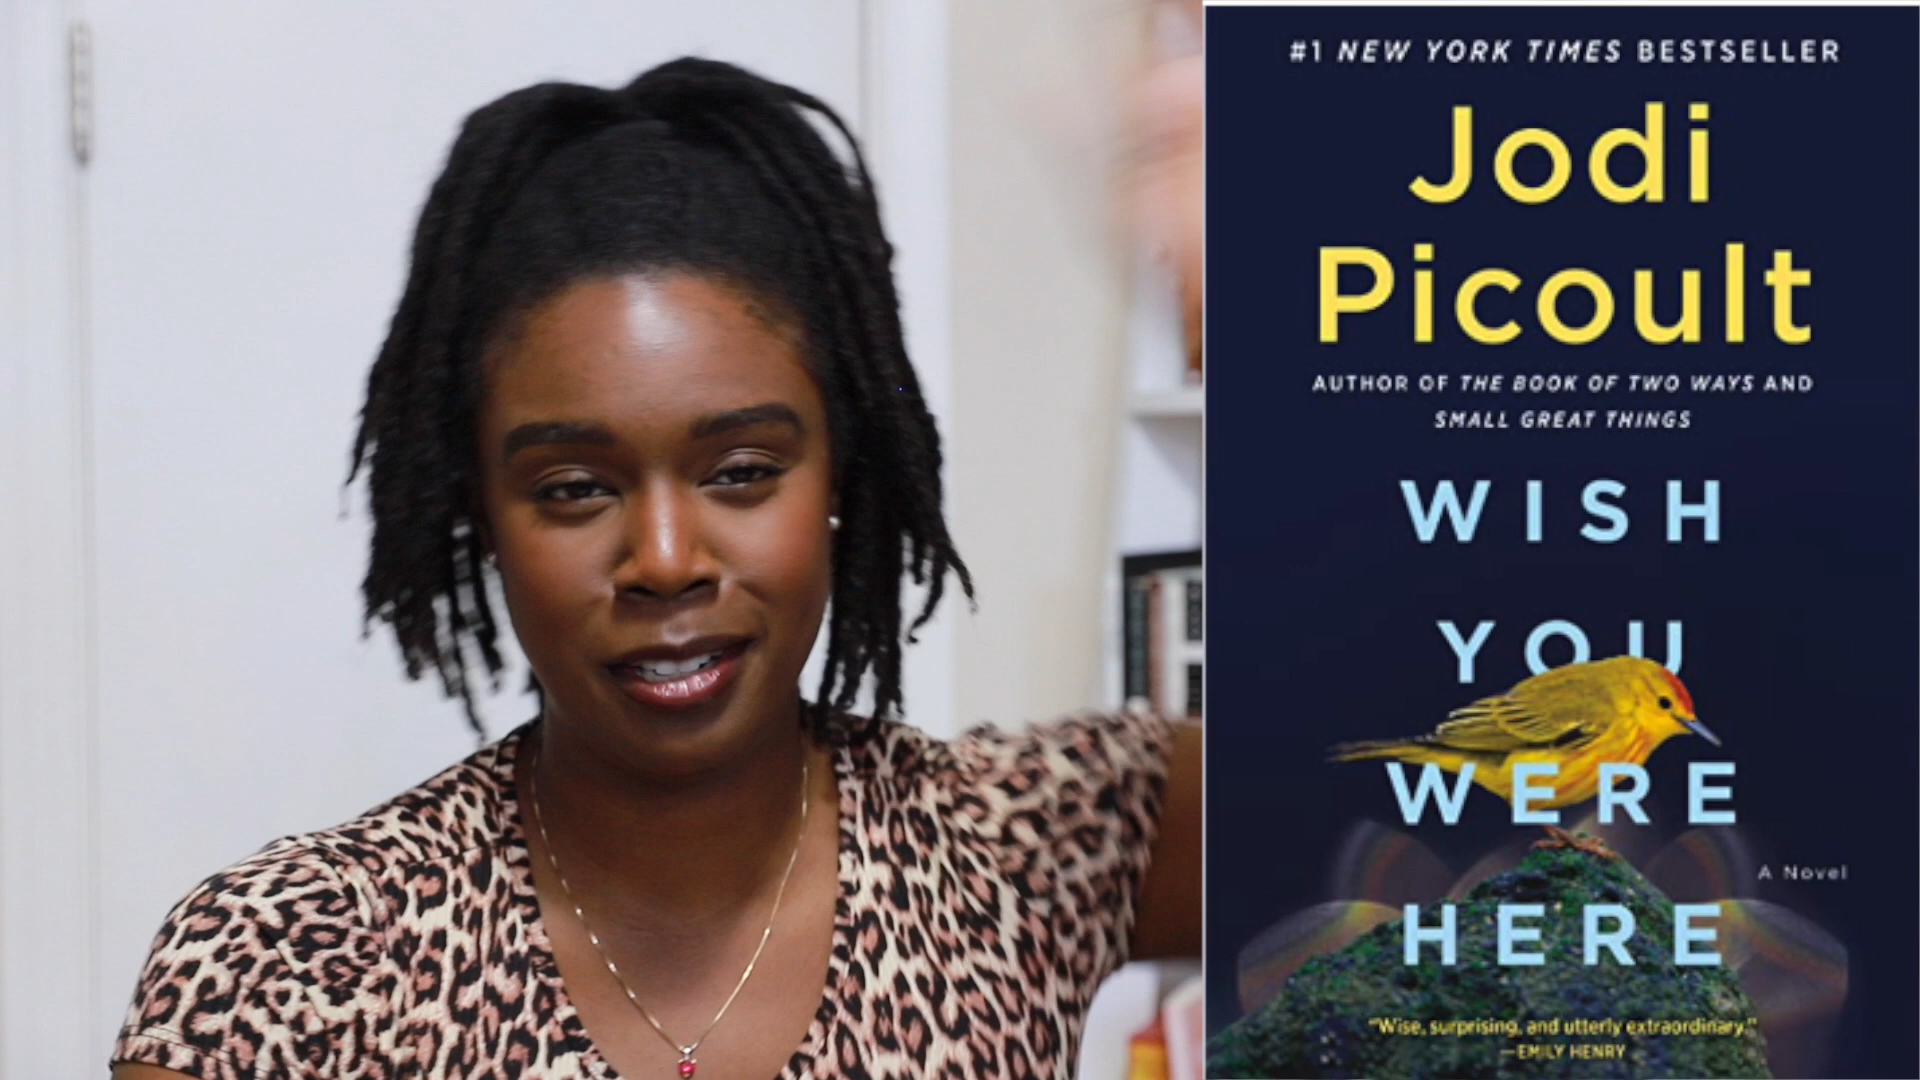 #1 NEW YORK TIMES BESTSELLER
Jodi
Picoult
AUTHOR OF THE BOOK OF TWO WAYS AND
SMALL GREAT THINGS
WISH
YOU
WERE
A Novel
HERE
"Wise, surprising, and utterly extraordinary."
—EMILY HENRY